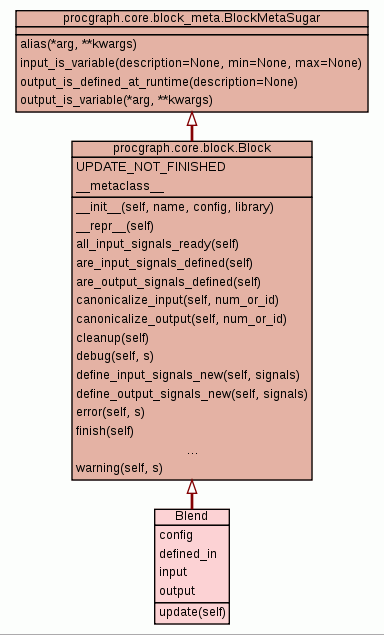 procgraph.core.block_meta.BlockMetaSugar
alias(*arg, **kwargs)
input_is_variable(description=None, min=None, max=None)
output_is_defined_at_runtime(description=None)
output_is_variable(*arg, **kwargs)
procgraph.core.block.Block
UPDATE_NOT_FINISHED
__metaclass__
__init__(self, name, config, library)
__repr__(self)
all_input_signals_ready(self)
are_input_signals_defined(self)
are_output_signals_defined(self)
canonicalize_input(self, num_or_id)
canonicalize_output(self, num_or_id)
cleanup(self)
debug(self, s)
define_input_signals_new(self, signals)
define_output_signals_new(self, signals)
error(self, s)
finish(self)
...
warning(self, s)
Blend
config
defined_in
input
output
update(self)